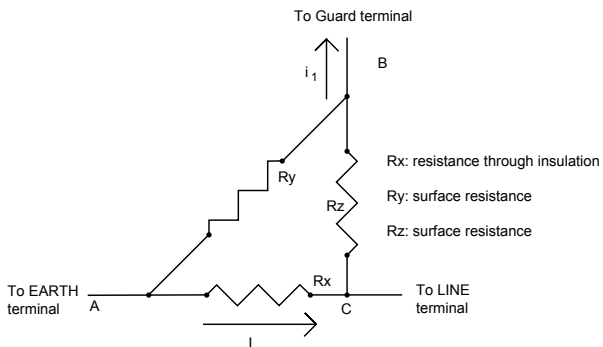 To Guard terminal
i1
B
Rx: resistance through insulation
Ry
Ry: surface resistance
Rz
Rz: surface resistance
To EARTH
terminal
A
Rx
C
To LINE
terminal
I